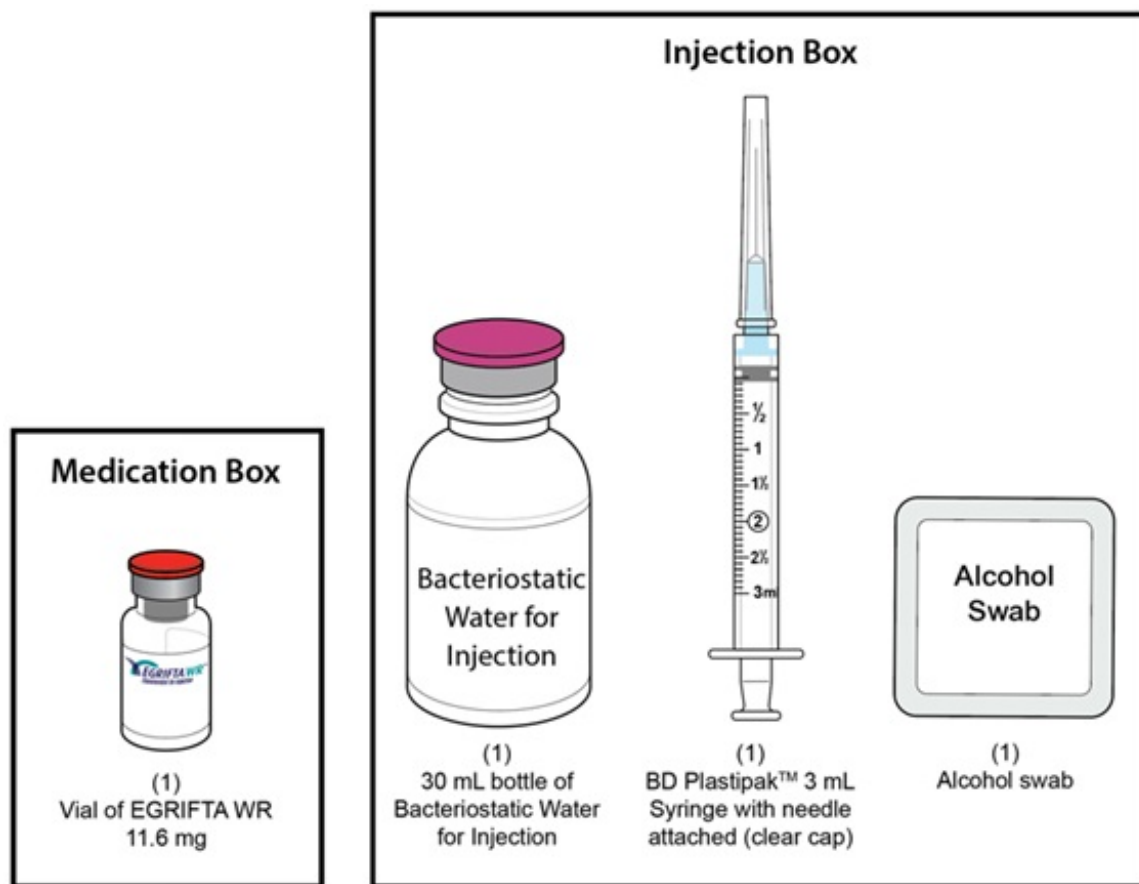 Injection Box
Medication Box
EGRIFTA WR
(1)
Vial of EGRIFTA WR
11.6 mg
Bacteriostatic
Water for
Injection
(1)
30 mL bottle of
Bacteriostatic Water
for Injection
½
1
1½
2
2½
3m
(1)
BD Plastipak™ 3 mL
Syringe with needle
attached (clear cap)
Alcohol
Swab
(1)
Alcohol swab